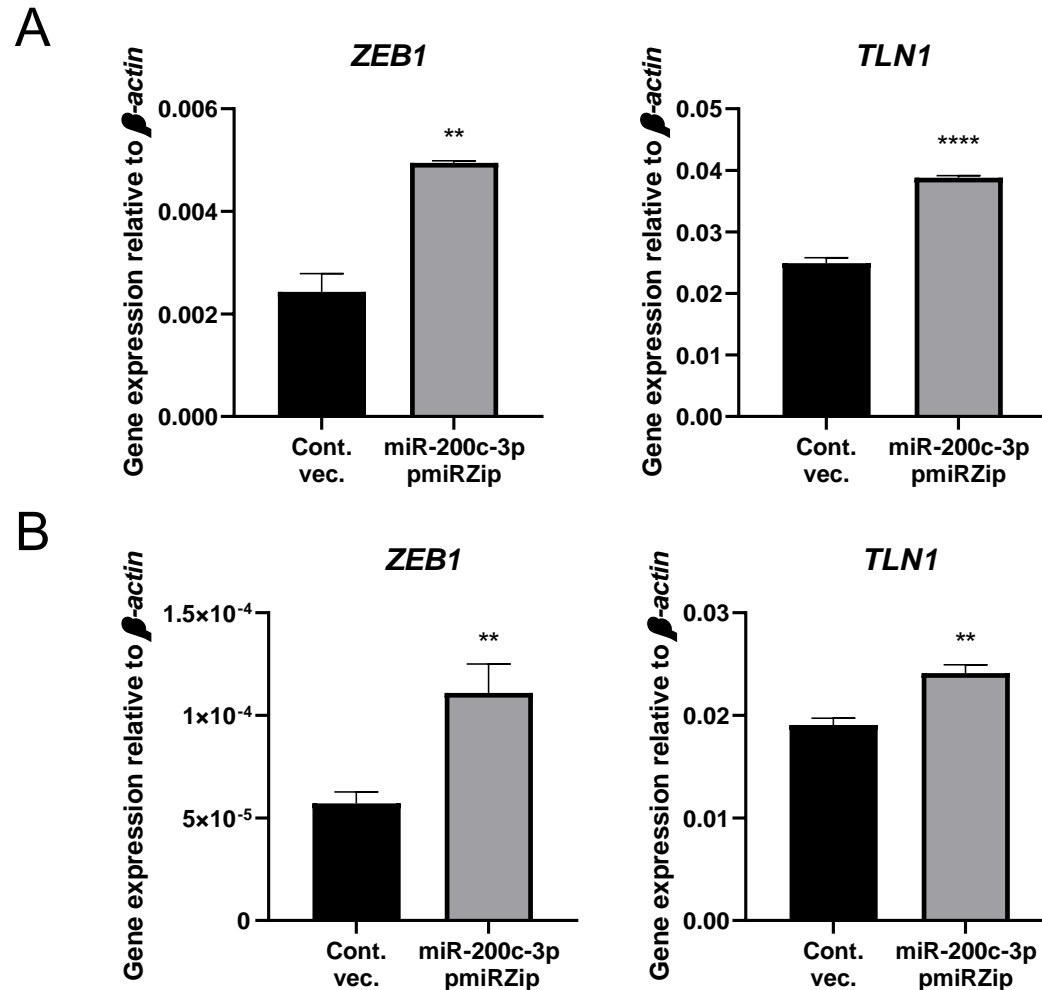 A
ZEB1
Gene expression relative to β-actin
0.006
0.004
0.002
0.000
**
Cont.
vec.
miR-200c-3p
pmiRZip
TLN1
Gene expression relative to β-actin
0.05
0.04
0.03
0.02
0.01
0.00
****
Cont.
vec.
miR-200c-3p
pmiRZip
B
ZEB1
Gene expression relative to β-actin
1.5×10⁻⁴
1×10⁻⁴
5×10⁻⁵
0
**
Cont.
vec.
miR-200c-3p
pmiRZip
TLN1
Gene expression relative to β-actin
0.03
0.02
0.01
0.00
**
Cont.
vec.
miR-200c-3p
pmiRZip